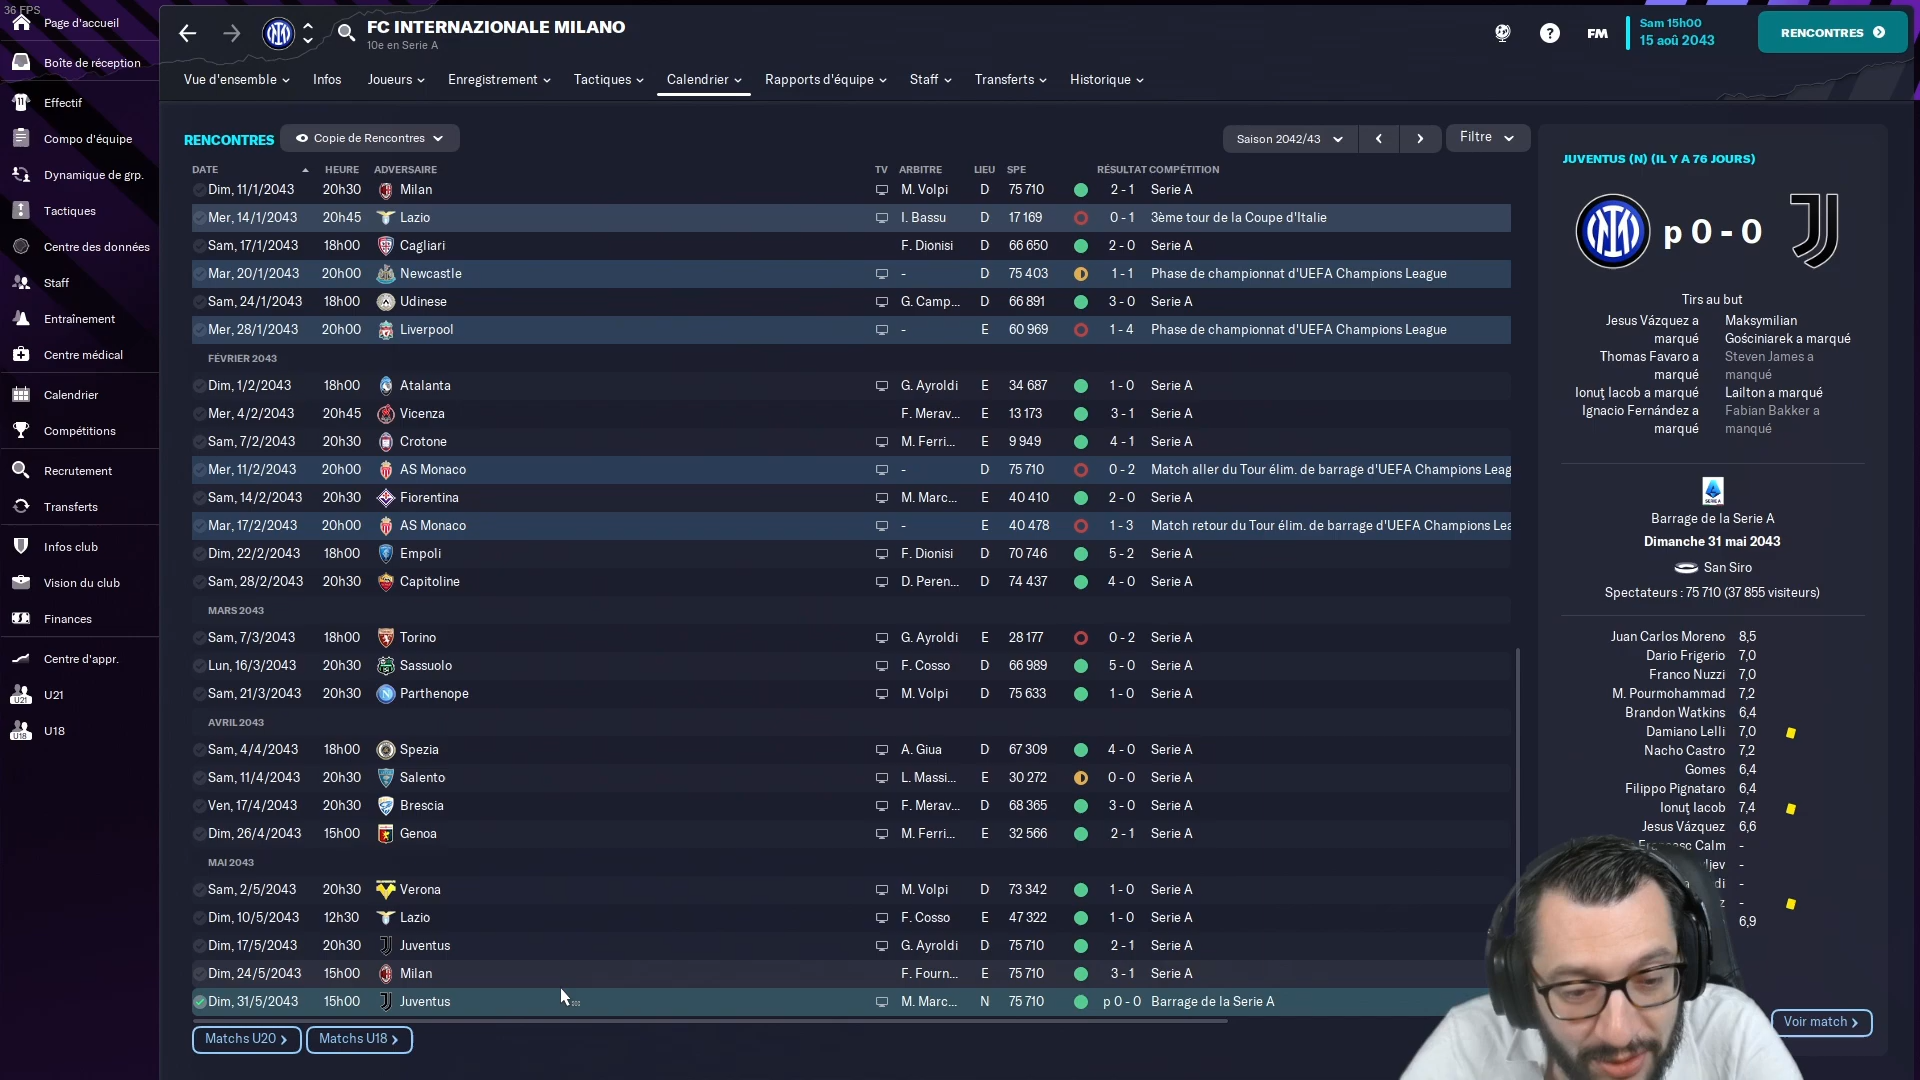 36 FPS
Page d'accueil
Boîte de réception
Effectif
Compo d'équipe
Dynamique de grp.
Tactiques
Centre des données
Staff
Entraînement
Centre médical
Calendrier
Compétitions
Recrutement
Transferts
Infos club
Vision du club
Finances
Centre d'appr.
U21
U18
FC INTERNAZIONALE MILANO
10e en Serie A
FM
Sam 15h00
15 aoû 2043
RENCONTRES
Vue d'ensemble Infos Joueurs Enregistrement Tactiques Calendrier Rapports d'équipe Staff Transferts Historique
RENCONTRES Copie de Rencontres Saison 2042/43 Filtre
DATE HEURE ADVERSAIRE TV ARBITRE LIEU SPE RÉSULTAT COMPÉTITION
Dim, 11/1/2043 20h30 Milan M. Volpi D 75 710 2 - 1 Serie A
Mer, 14/1/2043 20h45 Lazio I. Bassu D 17 169 0 - 1 3ème tour de la Coupe d'Italie
Sam, 17/1/2043 18h00 Cagliari F. Dionisi D 66 650 2 - 0 Serie A
Mar, 20/1/2043 20h00 Newcastle - D 75 403 1 - 1 Phase de championnat d'UEFA Champions League
Sam, 24/1/2043 18h00 Udinese G. Camp... D 66 891 3 - 0 Serie A
Mer, 28/1/2043 20h00 Liverpool - E 60 969 1 - 4 Phase de championnat d'UEFA Champions League
FÉVRIER 2043
Dim, 1/2/2043 18h00 Atalanta G. Ayroldi E 34 687 1 - 0 Serie A
Mer, 4/2/2043 20h45 Vicenza F. Merav... E 13 173 3 - 1 Serie A
Sam, 7/2/2043 20h30 Crotone M. Ferri... E 9 949 4 - 1 Serie A
Mer, 11/2/2043 20h00 AS Monaco - D 75 710 0 - 2 Match aller du Tour élim. de barrage d'UEFA Champions Leag
Sam, 14/2/2043 20h30 Fiorentina M. Marc... E 40 410 2 - 0 Serie A
Mar, 17/2/2043 20h00 AS Monaco - E 40 478 1 - 3 Match retour du Tour élim. de barrage d'UEFA Champions Lea
Dim, 22/2/2043 18h00 Empoli F. Dionisi D 70 746 5 - 2 Serie A
Sam, 28/2/2043 20h30 Capitoline D. Peren... D 74 437 4 - 0 Serie A
MARS 2043
Sam, 7/3/2043 18h00 Torino G. Ayroldi E 28 177 0 - 2 Serie A
Lun, 16/3/2043 20h30 Sassuolo F. Cosso D 66 989 5 - 0 Serie A
Sam, 21/3/2043 20h30 Parthenope M. Volpi D 75 633 1 - 0 Serie A
AVRIL 2043
Sam, 4/4/2043 18h00 Spezia A. Giua D 67 309 4 - 0 Serie A
Sam, 11/4/2043 20h30 Salento L. Massi... E 30 272 0 - 0 Serie A
Ven, 17/4/2043 20h30 Brescia F. Merav... D 68 365 3 - 0 Serie A
Dim, 26/4/2043 15h00 Genoa M. Ferri... E 32 566 2 - 1 Serie A
MAI 2043
Sam, 2/5/2043 20h30 Verona M. Volpi D 73 342 1 - 0 Serie A
Dim, 10/5/2043 12h30 Lazio F. Cosso E 47 322 1 - 0 Serie A
Dim, 17/5/2043 20h30 Juventus G. Ayroldi D 75 710 2 - 1 Serie A
Dim, 24/5/2043 15h00 Milan F. Fourn... E 75 710 3 - 1 Serie A
Dim, 31/5/2043 15h00 Juventus M. Marc... N 75 710 p 0 - 0 Barrage de la Serie A
Matchs U20 Matchs U18
JUVENTUS (N) (IL Y A 76 JOURS)
p 0 - 0
Tirs au but
Jesus Vázquez a marqué
Maksymilian Gościniarek a marqué
Thomas Favaro a marqué
Steven James a manqué
Ionuţ Iacob a marqué
Lailton a marqué
Ignacio Fernández a marqué
Fabian Bakker a manqué
SERIE A
Barrage de la Serie A
Dimanche 31 mai 2043
San Siro
Spectateurs : 75 710 (37 855 visiteurs)
Juan Carlos Moreno 8,5
Dario Frigerio 7,0
Franco Nuzzi 7,0
M. Pourmohammad 7,2
Brandon Watkins 6,4
Damiano Lelli 7,0
Nacho Castro 7,2
Gomes 6,4
Filippo Pignataro 6,4
Ionuţ Iacob 7,4
Jesus Vázquez 6,6
Calm -
-
-
-
6,9
Voir match